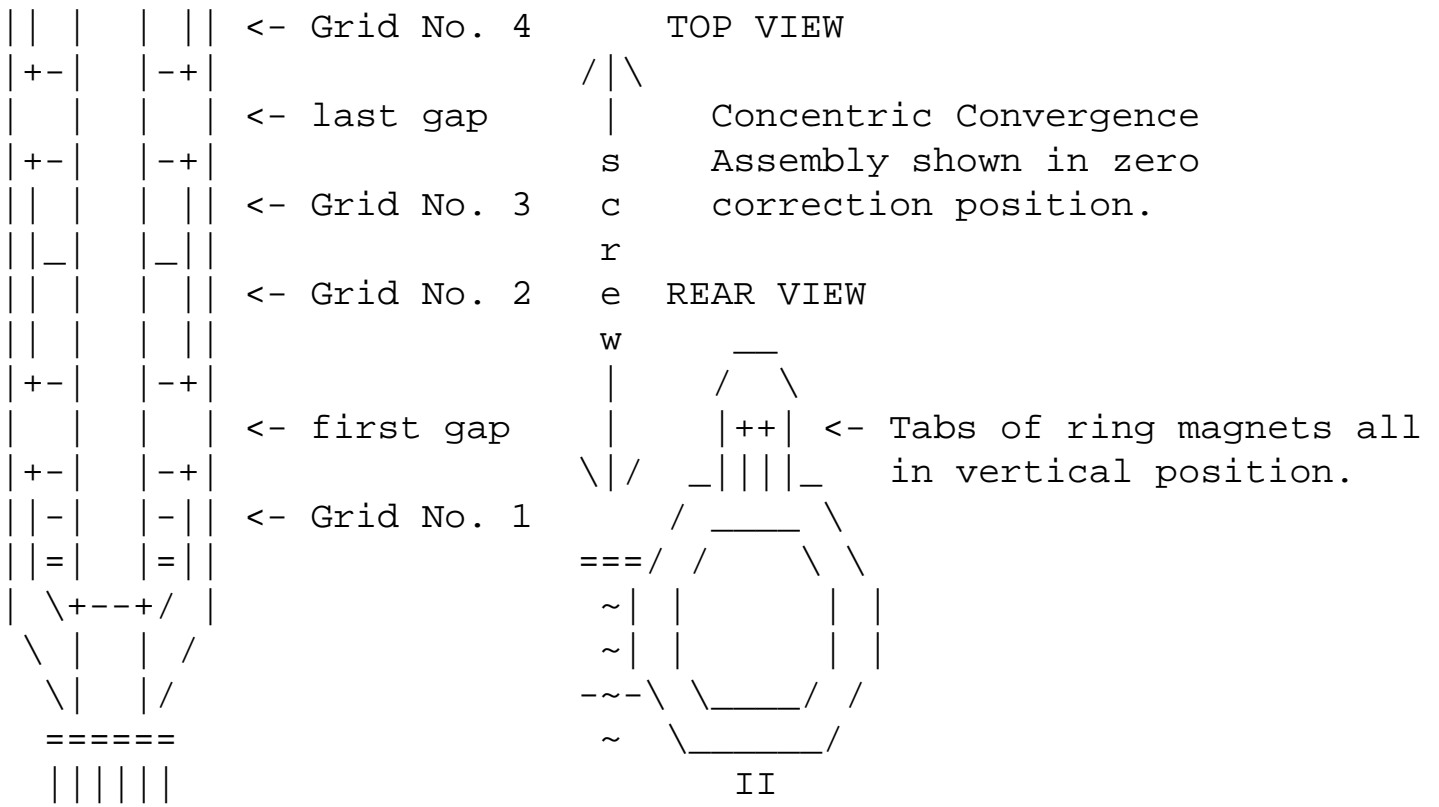 <- Grid No. 4 TOP VIEW
<- last gap Concentric Convergence
Assembly shown in zero
<- Grid No. 3 correction position.
screw
<- Grid No. 2 REAR VIEW
<- first gap <- Tabs of ring magnets all
in vertical position.
<- Grid No. 1
II